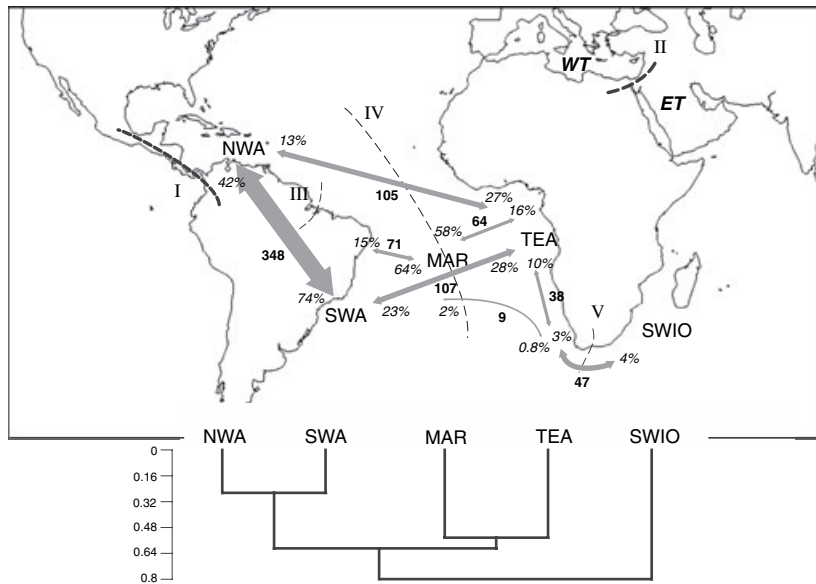 II
WT
ET
IV
13%
NWA
42%
I
III
105
27%
16%
64
58%
TEA
15%
71
64%
MAR
28%
10%
348
107
38
74%
SWA
23%
2%
9
V
SWIO
0.8%
3%
4%
47
NWA SWA MAR TEA SWIO
0
0.16
0.32
0.48
0.64
0.8